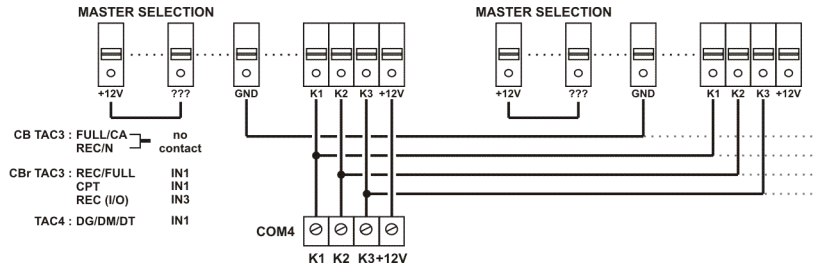 MASTER SELECTION MASTER SELECTION
+12V ??? GND K1 K2 K3 +12V +12V ??? GND K1 K2 K3 +12V
CB TAC3 : FULL/CA no
REC/N contact
CBr TAC3 : REC/FULL IN1
CPT IN1
REC (I/O) IN3
TAC4 : DG/DM/DT IN1
COM4
K1 K2 K3+12V